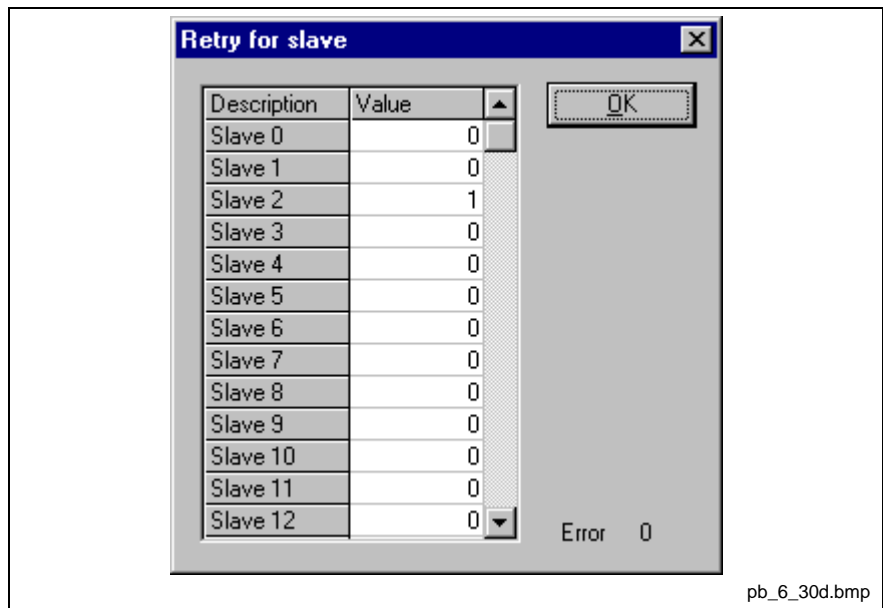 Retry for slave
Description Value
OK
Slave 0 0
Slave 1 0
Slave 2 1
Slave 3 0
Slave 4 0
Slave 5 0
Slave 6 0
Slave 7 0
Slave 8 0
Slave 9 0
Slave 10 0
Slave 11 0
Slave 12 0
Error 0
pb_6_30d.bmp